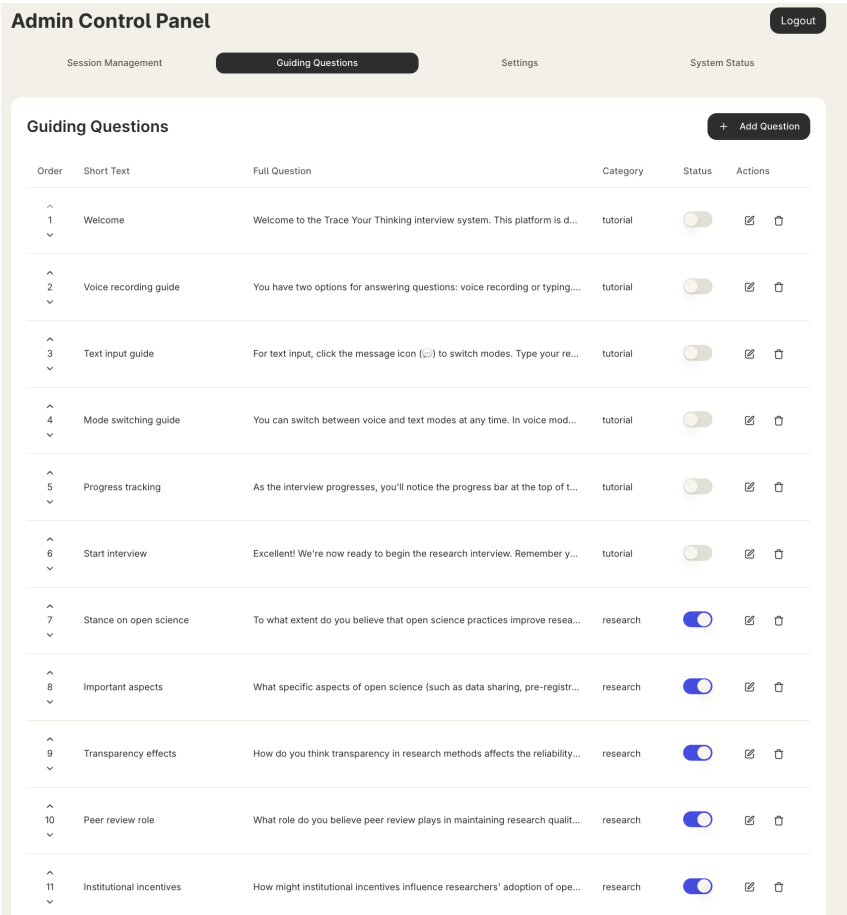 Admin Control Panel
Logout
Session Management Guiding Questions Settings System Status
Guiding Questions
+ Add Question
Order Short Text Full Question Category Status Actions
1 Welcome Welcome to the Trace Your Thinking interview system. This platform is d... tutorial
2 Voice recording guide You have two options for answering questions: voice recording or typing.... tutorial
3 Text input guide For text input, click the message icon (💬) to switch modes. Type your re... tutorial
4 Mode switching guide You can switch between voice and text modes at any time. In voice mod... tutorial
5 Progress tracking As the interview progresses, you'll notice the progress bar at the top of t... tutorial
6 Start interview Excellent! We're now ready to begin the research interview. Remember y... tutorial
7 Stance on open science To what extent do you believe that open science practices improve resea... research
8 Important aspects What specific aspects of open science (such as data sharing, pre-registr... research
9 Transparency effects How do you think transparency in research methods affects the reliability... research
10 Peer review role What role do you believe peer review plays in maintaining research qualit... research
11 Institutional incentives How might institutional incentives influence researchers' adoption of ope... research